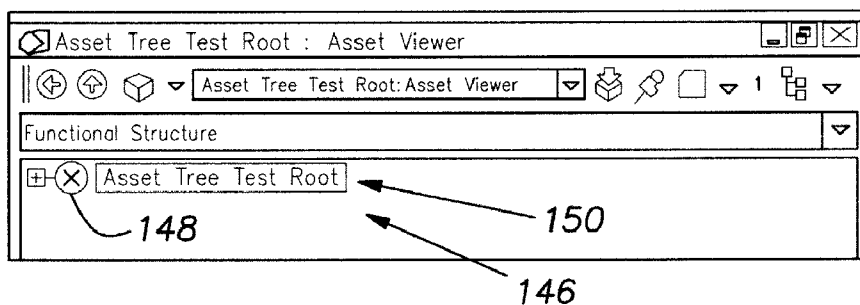 Asset Tree Test Root : Asset Viewer
Asset Tree Test Root:Asset Viewer 1
Functional Structure
Asset Tree Test Root
148
150
146